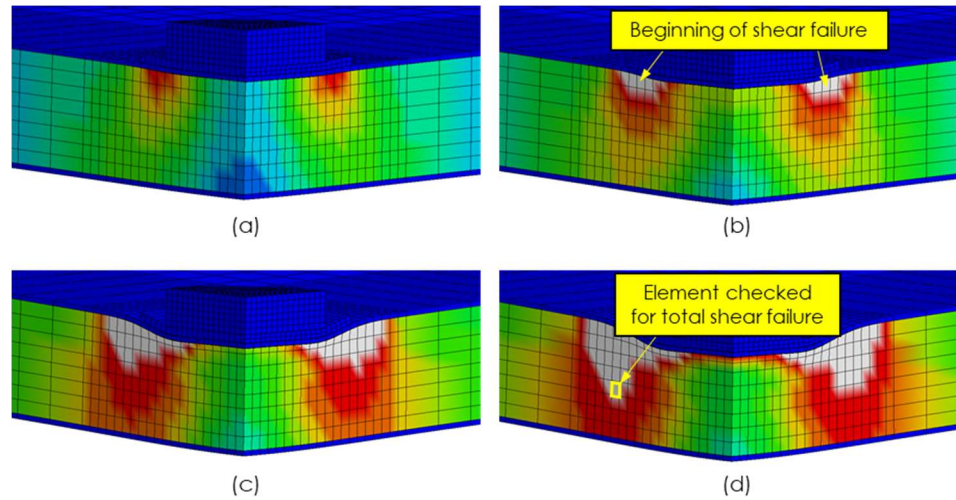 Beginning of shear failure
(a)
(b)
Element checked
for total shear failure
(c)
(d)